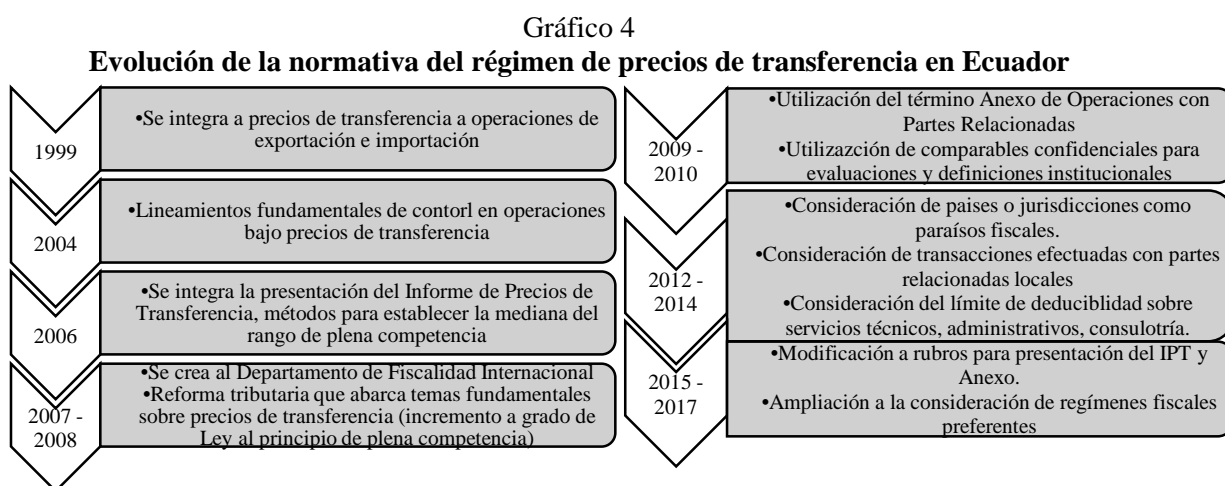 Gráfico 4
Evolución de la normativa del régimen de precios de transferencia en Ecuador
1999
•Se integra a precios de transferencia a operaciones de
exportación e importación
2004
•Lineamientos fundamentales de contorl en operaciones
bajo precios de transferencia
2006
•Se integra la presentación del Informe de Precios de
Transferencia, métodos para establecer la mediana del
rango de plena competencia
2007 -
2008
•Se crea al Departamento de Fiscalidad Internacional
•Reforma tributaria que abarca temas fundamentales
sobre precios de transferencia (incremento a grado de
Ley al principio de plena competencia)
2009 -
2010
•Utilización del término Anexo de Operaciones con
Partes Relacionadas
•Utilizazción de comparables confidenciales para
evaluaciones y definiciones institucionales
2012 -
2014
•Consideración de paises o jurisdicciones como
paraísos fiscales.
•Consideración de transacciones efectuadas con partes
relacionadas locales
•Consideración del límite de deduciblidad sobre
servicios técnicos, administrativos, consulotría.
2015 -
2017
•Modificación a rubros para presentación del IPT y
Anexo.
•Ampliación a la consideración de regímenes fiscales
preferentes